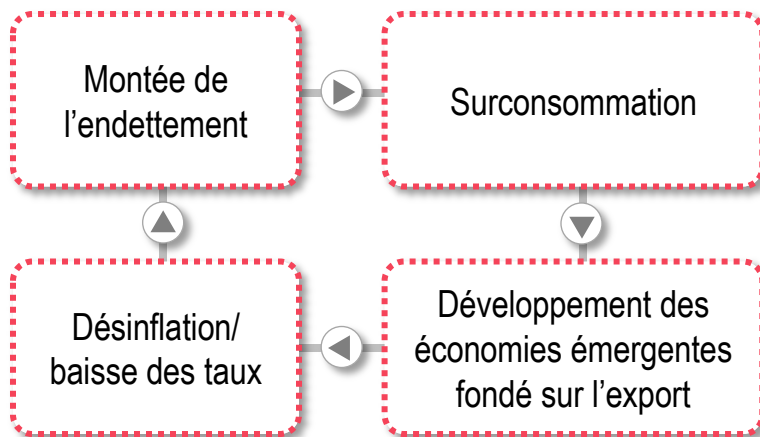 Montée de
l’endettement
Surconsommation
Désinflation/
baisse des taux
Développement des
économies émergentes
fondé sur l’export